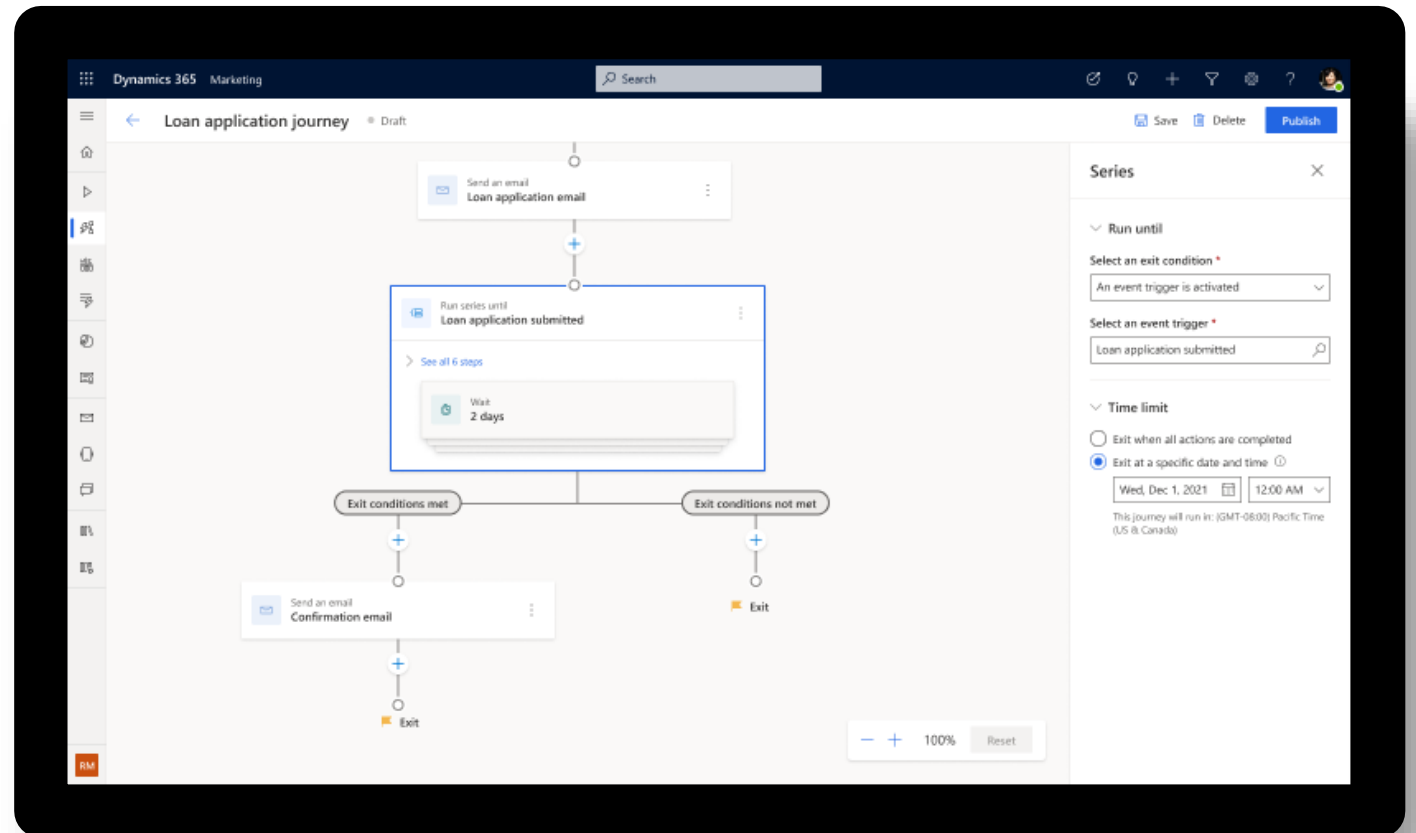 Dynamics 365 Marketing
Search
?
Loan application journey Draft
Save Delete Publish
Send an email
Loan application email
Run series until
Loan application submitted
See all 6 steps
Wait
2 days
Exit conditions met
Exit conditions not met
Send an email
Confirmation email
Exit
Exit
100% Reset
RM
Series
Run until
Select an exit condition *
An event trigger is activated
Select an event trigger *
Loan application submitted
Time limit
Exit when all actions are completed
Exit at a specific date and time
Wed, Dec 1, 2021 12:00 AM
This journey will run in: (GMT-08:00) Pacific Time
(US & Canada)